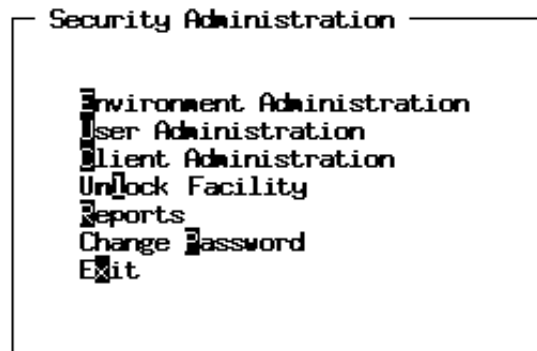 Security Administration
Environment Administration
User Administration
Client Administration
UnLock Facility
Reports
Change Password
Exit